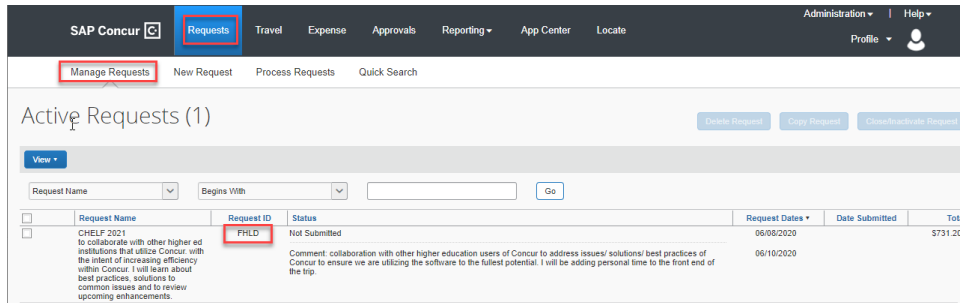 Administration | Help
SAP Concur C Requests Travel Expense Approvals Reporting App Center Locate
Profile
Manage Requests New Request Process Requests Quick Search
Active Requests (1)
Delete Request Copy Request Close/Inactivate Request
View
Request Name Begins With Go
Request Name Request ID Status Request Dates Date Submitted Tot
CHELF 2021 FHLD Not Submitted 06/08/2020 $731.20
to collaborate with other higher ed
institutions that utilize Concur. with Comment: collaboration with other higher education users of Concur to address issues/ solutions/ best practices of 06/10/2020
the intent of increasing efficiency Concur to ensure we are utilizing the software to the fullest potential. I will be adding personal time to the front end of
within Concur. I will learn about the trip.
best practices, solutions to
common issues and to review
upcoming enhancements.